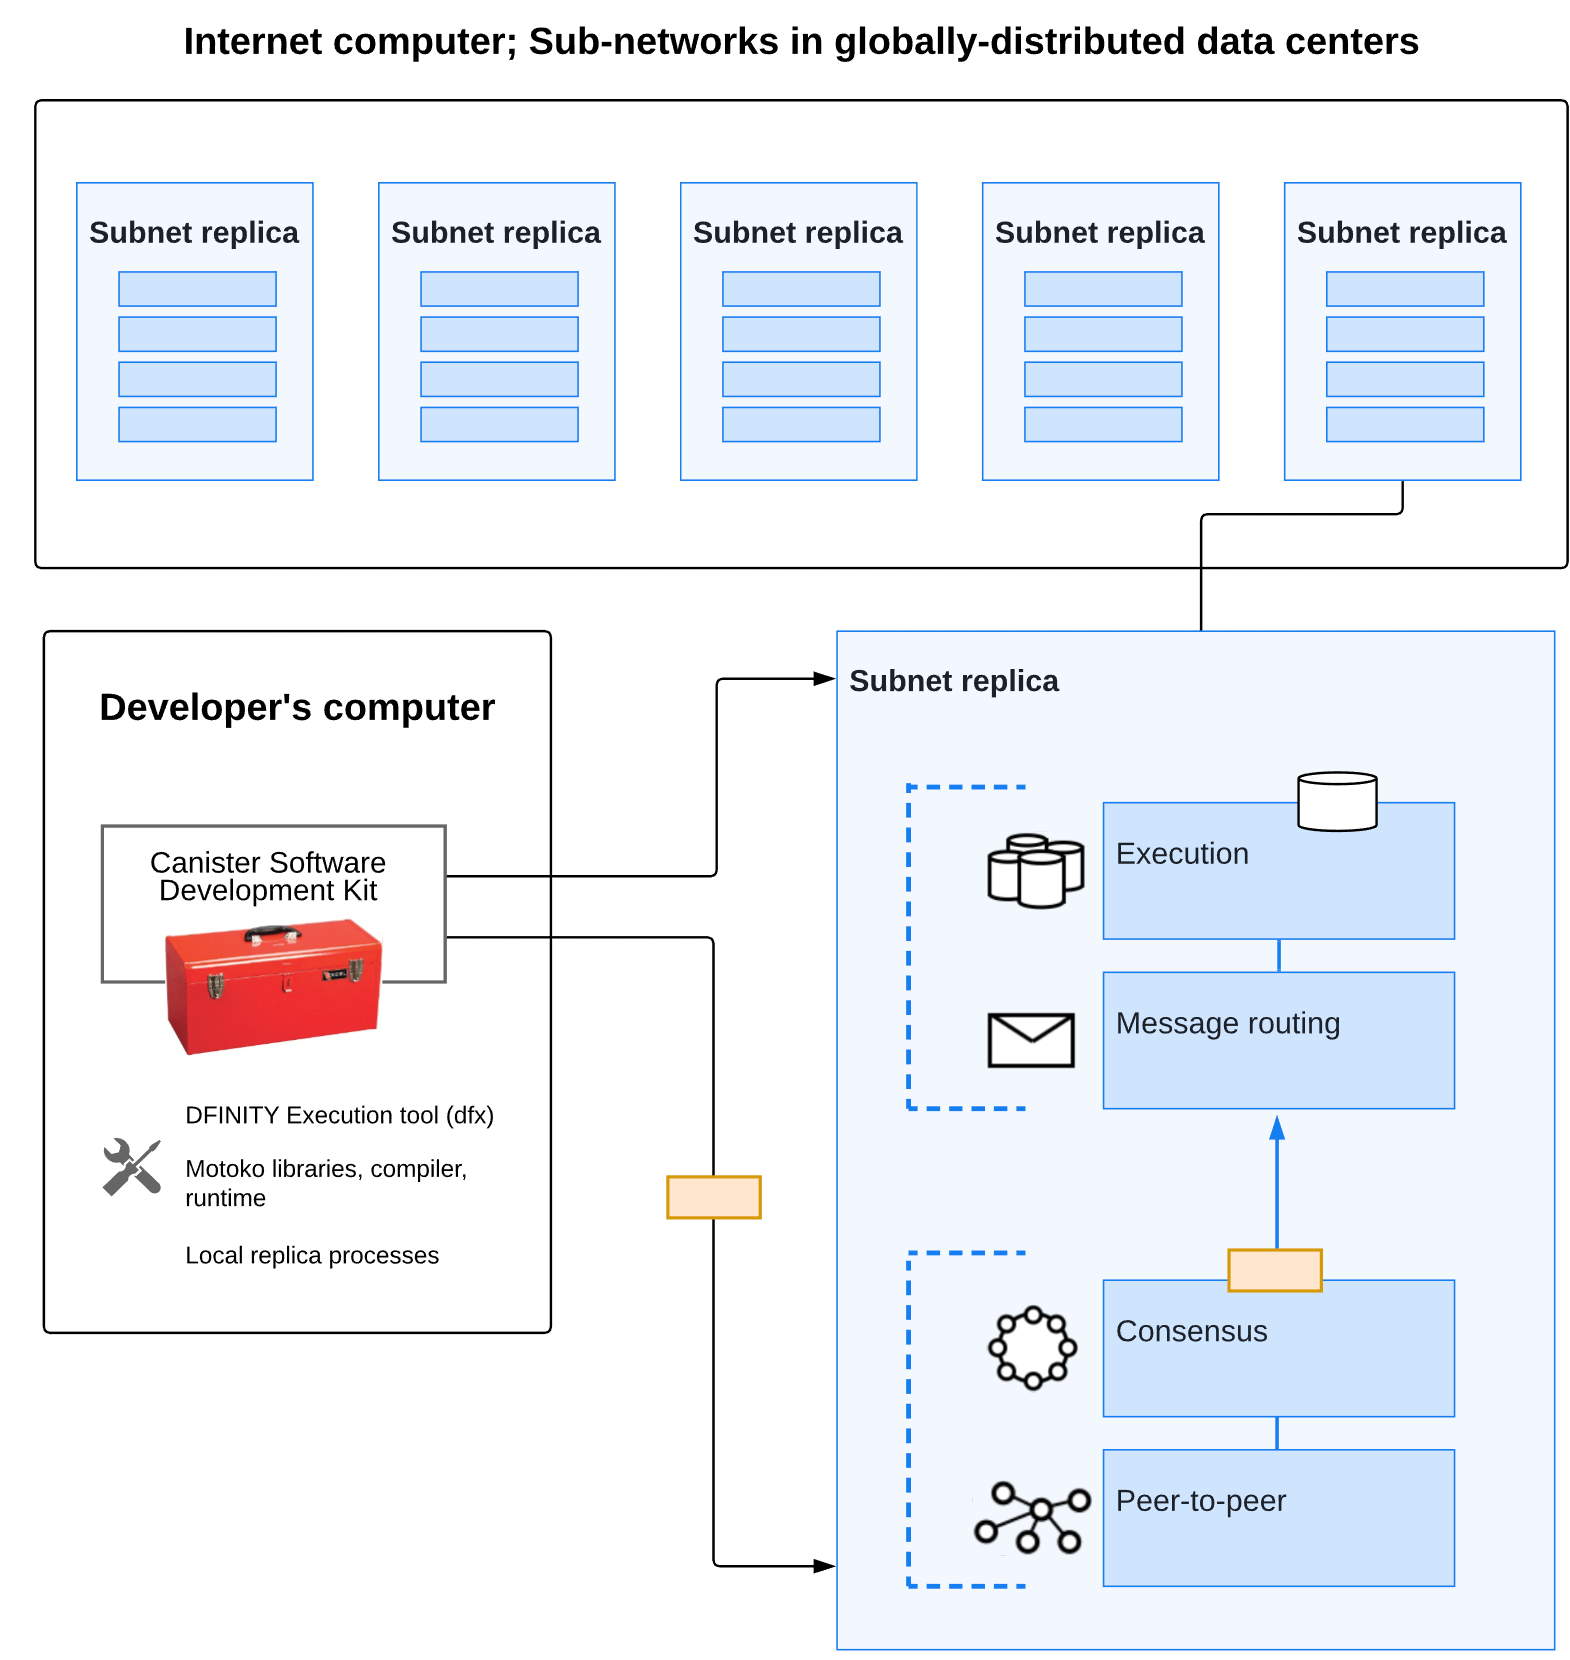 Internet computer; Sub-networks in globally-distributed data centers
Subnet replica
Subnet replica
Subnet replica
Subnet replica
Subnet replica
Developer's computer
Canister Software
Development Kit
DFINITY Execution tool (dfx)
Motoko libraries, compiler,
runtime
Local replica processes
Subnet replica
Execution
Message routing
Consensus
Peer-to-peer